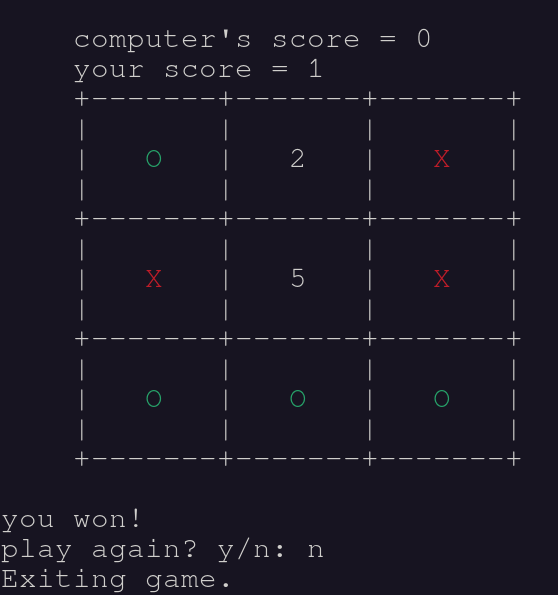 computer's score = 0
your score = 1
+-------+-------+-------+
|       |       |       |
|   O   |   2   |   X   |
|       |       |       |
+-------+-------+-------+
|       |       |       |
|   X   |   5   |   X   |
|       |       |       |
+-------+-------+-------+
|       |       |       |
|   O   |   O   |   O   |
|       |       |       |
+-------+-------+-------+
you won!
play again? y/n: n
Exiting game.